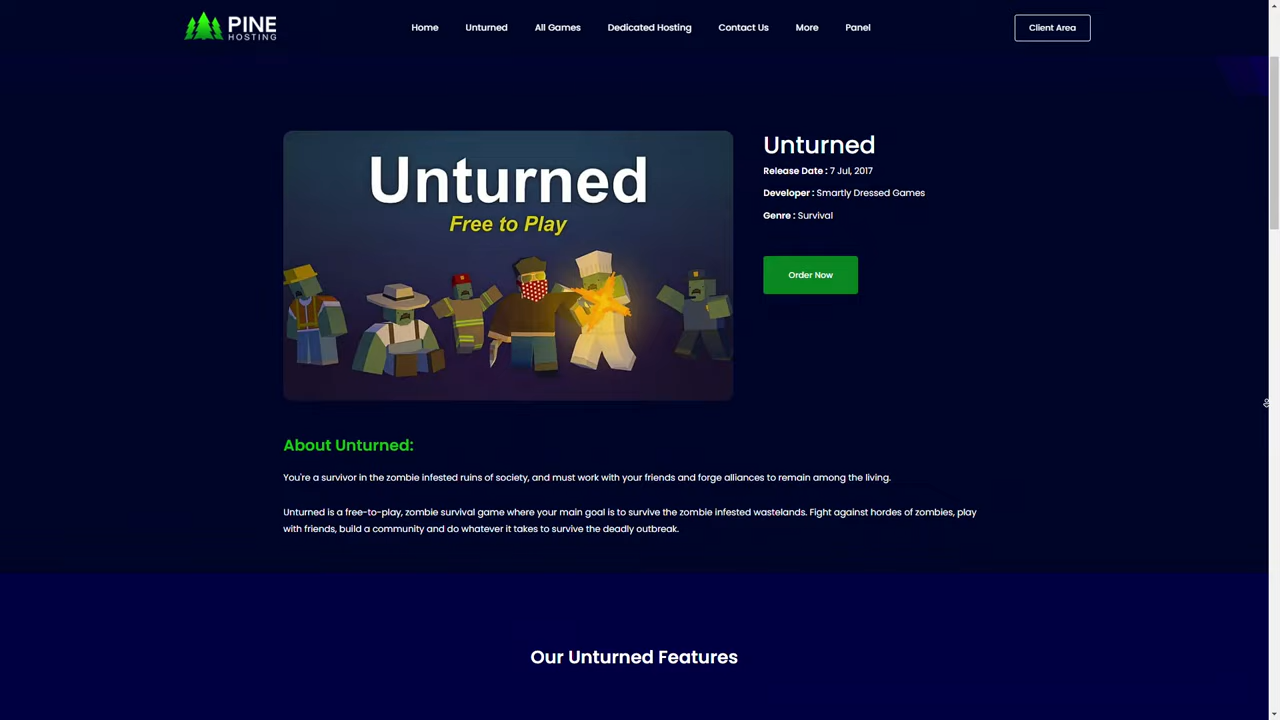 PINE
HOSTING
Home
Unturned
All Games
Dedicated Hosting
Contact Us
More
Panel
Client Area
Unturned
Free to Play
Unturned
Release Date : 7 Jul, 2017
Developer : Smartly Dressed Games
Genre : Survival
Order Now
About Unturned:
You're a survivor in the zombie infested ruins of society, and must work with your friends and forge alliances to remain among the living.
Unturned is a free-to-play, zombie survival game where your main goal is to survive the zombie infested wastelands. Fight against hordes of zombies, play
with friends, build a community and do whatever it takes to survive the deadly outbreak.
Our Unturned Features